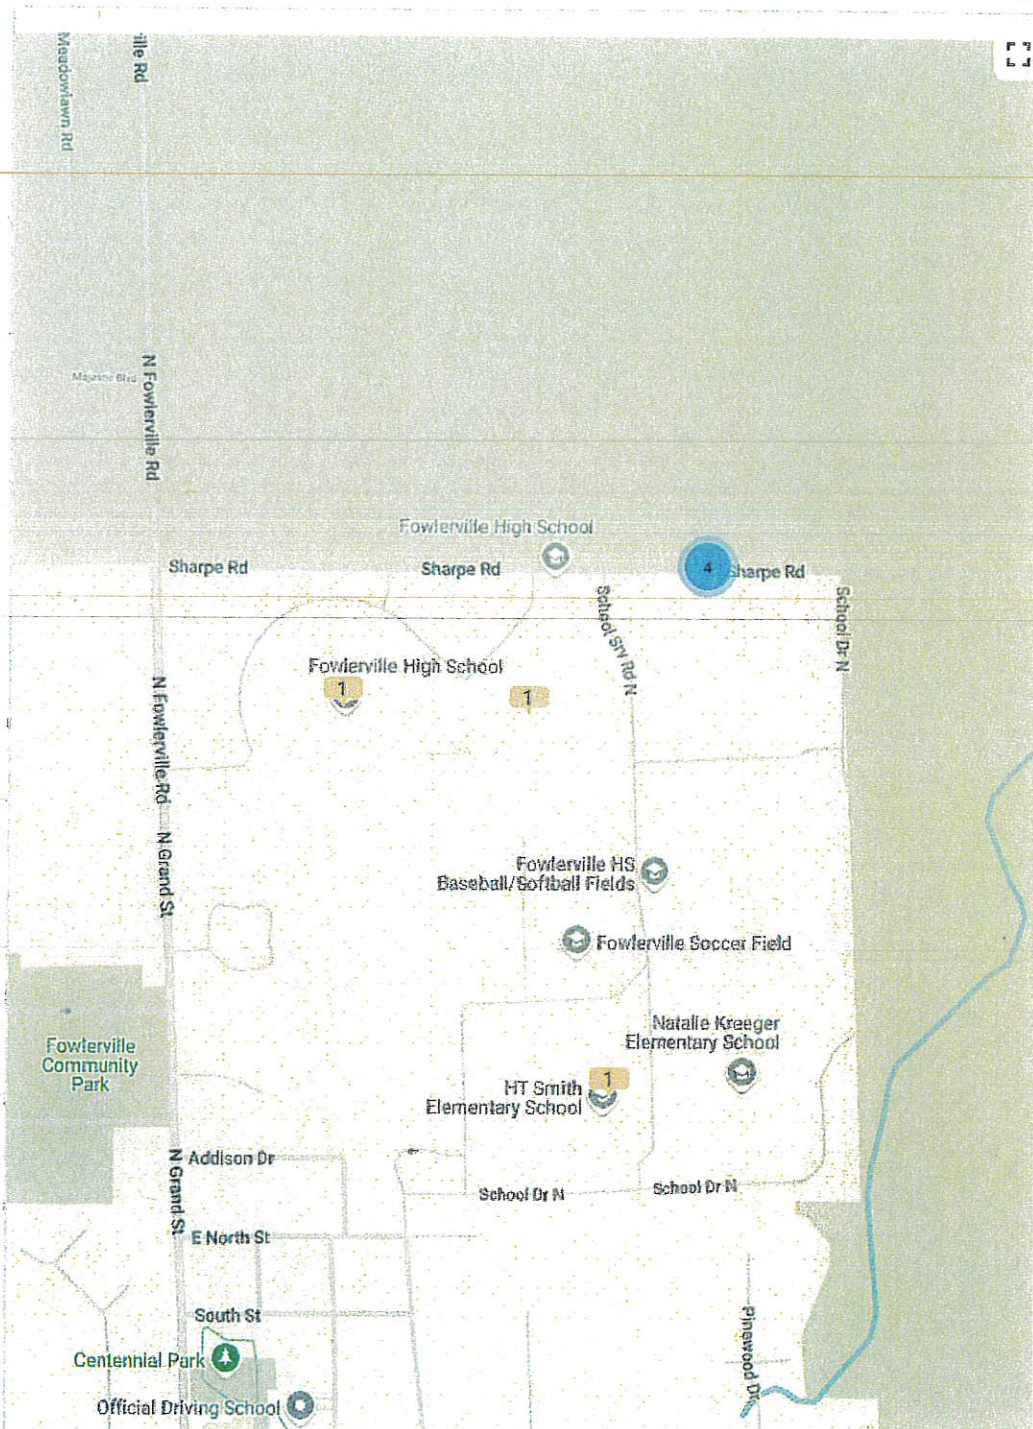 Meadowlawn Rd
ille Rd
Majestic Blvd
N Fowlerville Rd
Fowlerville High School
Sharpe Rd
Sharpe Rd
4
Sharpe Rd
School Srv Rd N
School Dr N
Fowlerville High School
1
1
N Fowlerville Rd
N Grand St
Fowlerville HS
Baseball/Softball Fields
Fowlerville Soccer Field
Fowlerville
Community
Park
Natalie Kreeger
Elementary School
1
HT Smith
Elementary School
N Grand St
Addison Dr
School Dr N
School Dr N
E North St
South St
Pinewood Dr
Centennial Park
Official Driving School